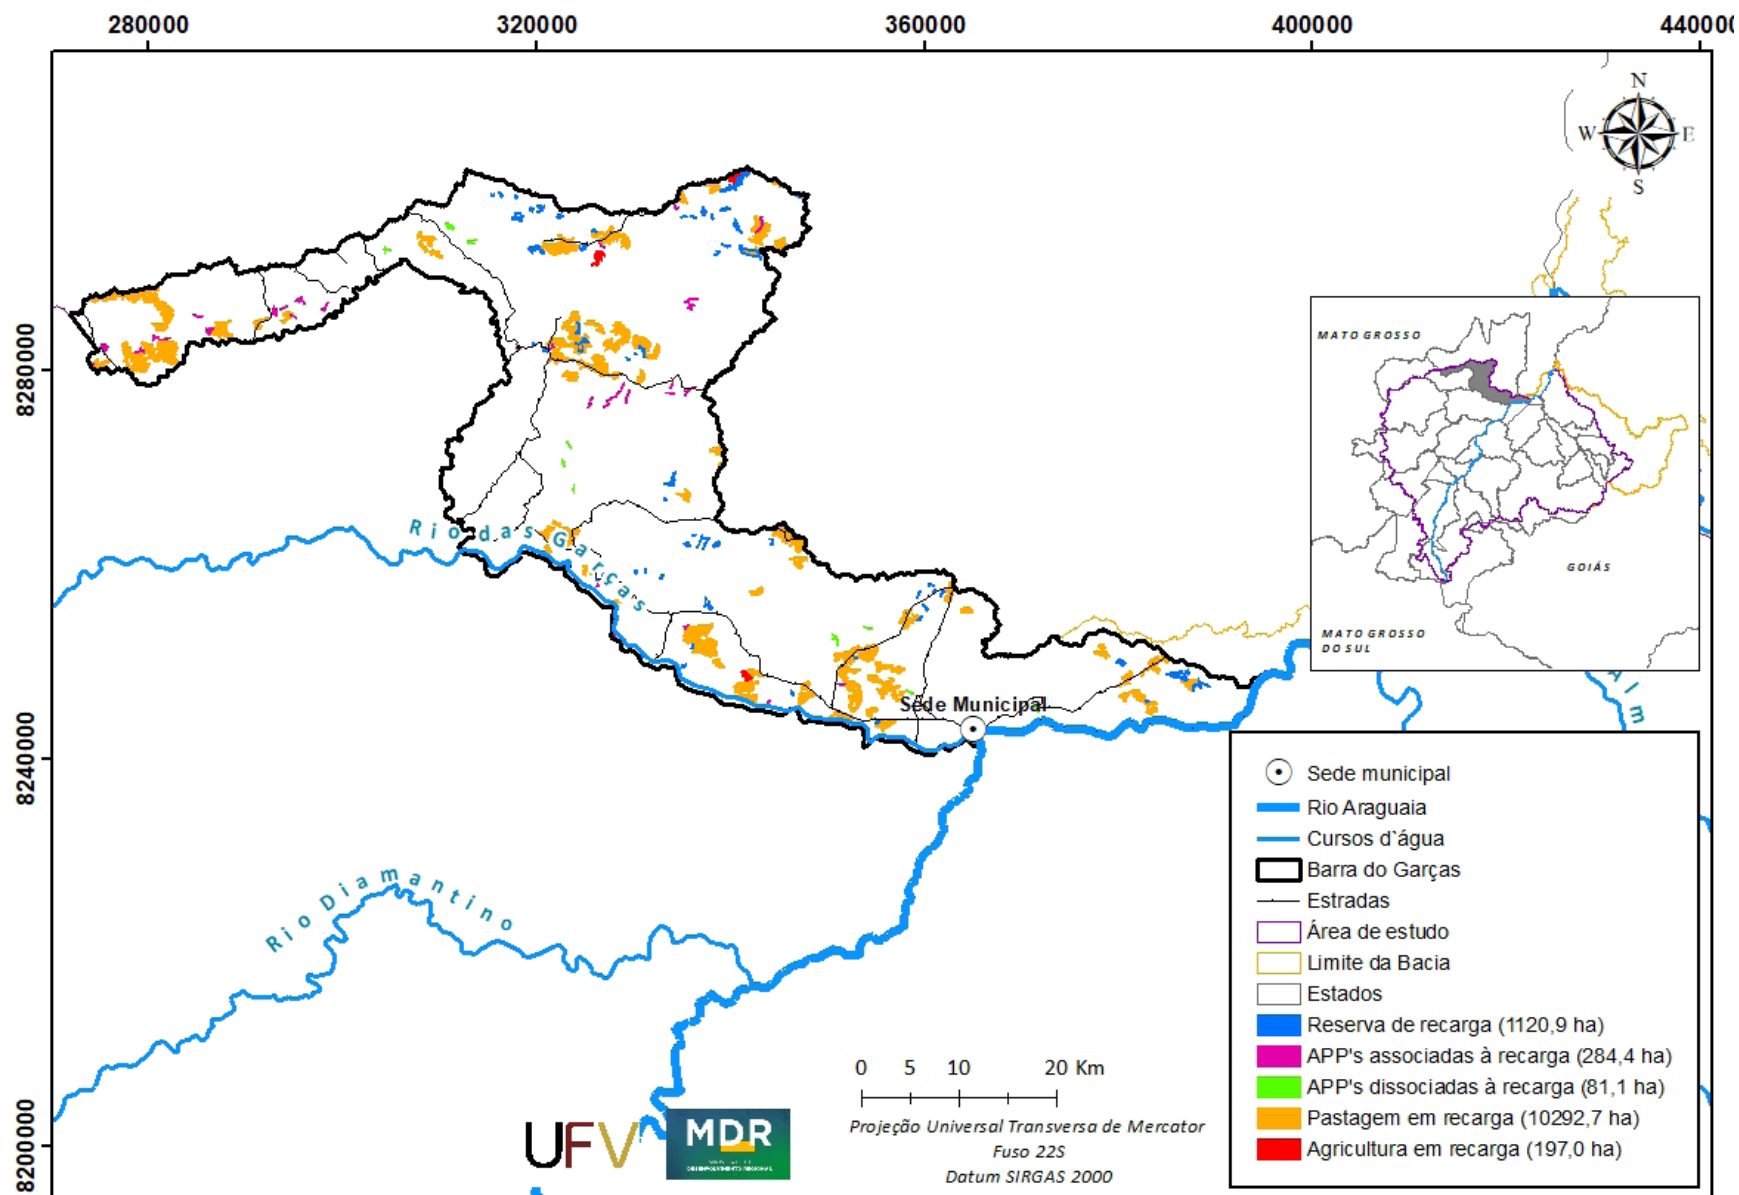 280000 320000 360000 400000 44000
8280000
8240000
8200000
N
W E
S
MATO GROSSO
GOIÁS
MATO GROSSO
DO SUL
Rio das Garças
Sede Municipal
Rio Diamantino
Alm
Sede municipal
Rio Araguaia
Cursos d`água
Barra do Garças
Estradas
Área de estudo
Limite da Bacia
Estados
Reserva de recarga (1120,9 ha)
APP's associadas à recarga (284,4 ha)
APP's dissociadas à recarga (81,1 ha)
Pastagem em recarga (10292,7 ha)
Agricultura em recarga (197,0 ha)
0 5 10 20 Km
Projeção Universal Transversa de Mercator
Fuso 22S
Datum SIRGAS 2000
UFV
MDR
DESENVOLVIMENTO REGIONAL